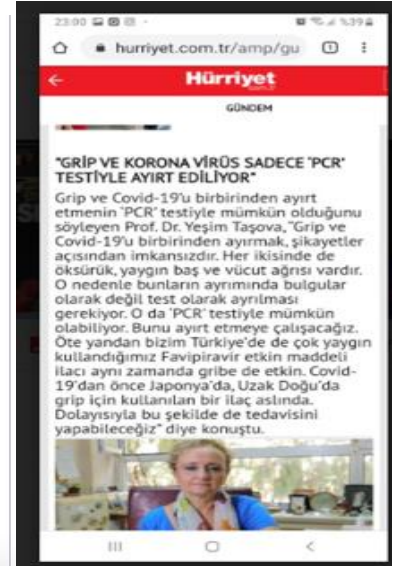 23:00
%39
hurriyet.com.tr/amp/gu
Hürriyet
.com.tr
GÜNDEM
"GRİP VE KORONA VİRÜS SADECE 'PCR'
TESTİYLE AYIRT EDİLİYOR"
Grip ve Covid-19'u birbirinden ayırt
etmenin 'PCR' testiyle mümkün olduğunu
söyleyen Prof. Dr. Yeşim Taşova, "Grip ve
Covid-19'u birbirinden ayırmak, şikayetler
açısından imkansızdır. Her ikisinde de
öksürük, yaygın baş ve vücut ağrısı vardır.
O nedenle bunların ayrımında bulgular
olarak değil test olarak ayrılması
gerekiyor. O da 'PCR' testiyle mümkün
olabiliyor. Bunu ayırt etmeye çalışacağız.
Öte yandan bizim Türkiye'de de çok yaygın
kullandığımız Favipiravir etkin maddeli
ilacı aynı zamanda gribe de etkin. Covid-
19'dan önce Japonya'da, Uzak Doğu'da
grip için kullanılan bir ilaç aslında.
Dolayısıyla bu şekilde de tedavisini
yapabileceğiz" diye konuştu.